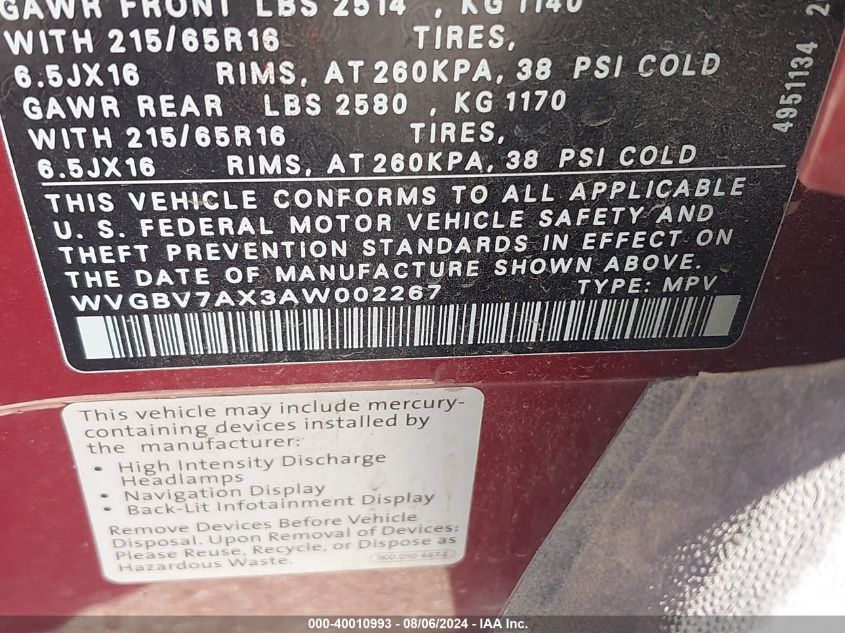 GAWR FRONT LBS 2514 , KG 1140
WITH 215/65R16 TIRES,
6.5JX16 RIMS, AT 260KPA, 38 PSI COLD
GAWR REAR LBS 2580 , KG 1170
WITH 215/65R16 TIRES,
6.5JX16 RIMS, AT 260KPA, 38 PSI COLD
THIS VEHICLE CONFORMS TO ALL APPLICABLE
U. S. FEDERAL MOTOR VEHICLE SAFETY AND
THEFT PREVENTION STANDARDS IN EFFECT ON
THE DATE OF MANUFACTURE SHOWN ABOVE.
WVGBV7AX3AW002267 TYPE: MPV
4951134 2
This vehicle may include mercury-
containing devices installed by
the manufacturer:
• High Intensity Discharge
Headlamps
• Navigation Display
• Back-Lit Infotainment Display
Remove Devices Before Vehicle
Disposal. Upon Removal of Devices:
Please Reuse, Recycle, or Dispose as
Hazardous Waste.
000-40010993 - 08/06/2024 - IAA Inc.